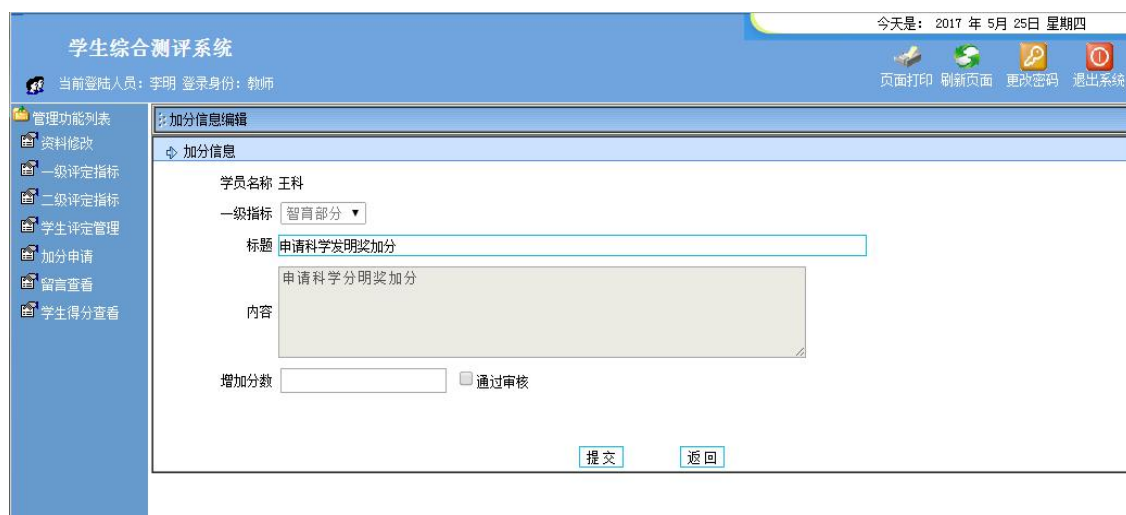 今天是: 2017 年 5月 25日 星期四
学生综合测评系统
当前登陆人员: 李明 登录身份: 教师
页面打印 刷新页面 更改密码 退出系统
管理功能列表
资料修改
一级评定指标
二级评定指标
学生评定管理
加分申请
留言查看
学生得分查看
加分信息编辑
加分信息
学员名称 王科
一级指标 智育部分
标题 申请科学发明奖加分
内容 申请科学分明奖加分
增加分数 通过审核
提交 返回